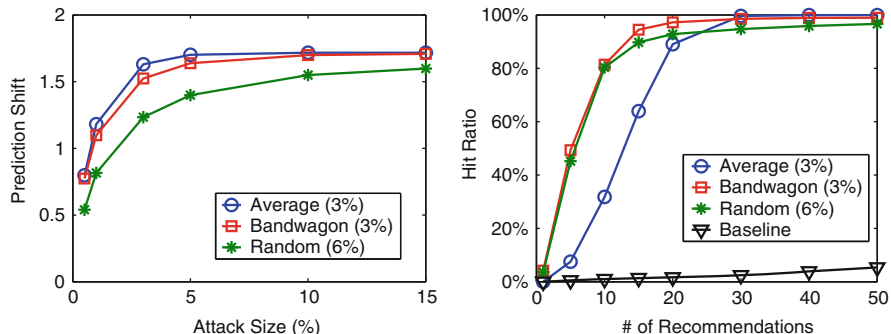 2
1.5
1
0.5
0
Prediction Shift
0
5
10
15
Attack Size (%)
Average (3%)
Bandwagon (3%)
Random (6%)
100%
80%
60%
40%
20%
0%
Hit Ratio
0
10
20
30
40
50
# of Recommendations
Average (3%)
Bandwagon (3%)
Random (6%)
Baseline